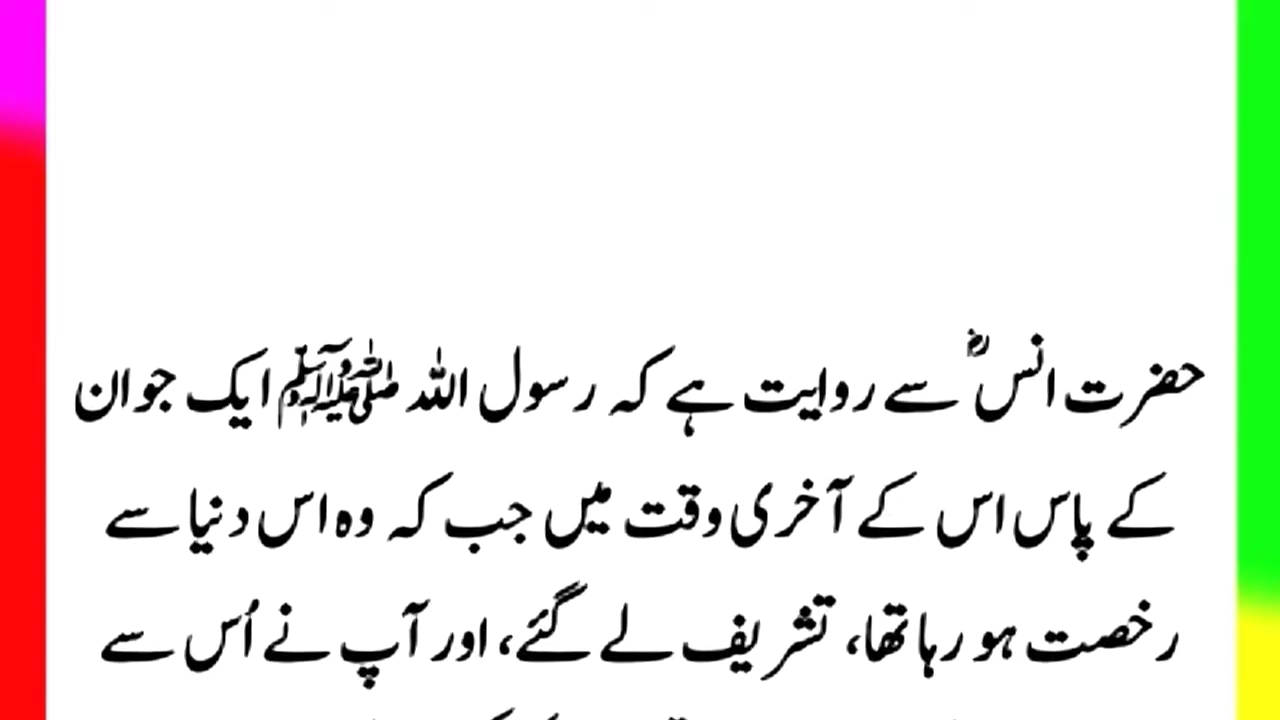 حضرت انسؓ سے روایت ہے کہ رسول اللہ ﷺ ایک جوان
کے پاس اس کے آخری وقت میں جب کہ وہ اس دنیا سے
رخصت ہو رہا تھا، تشریف لے گئے، اور آپ نے اُس سے